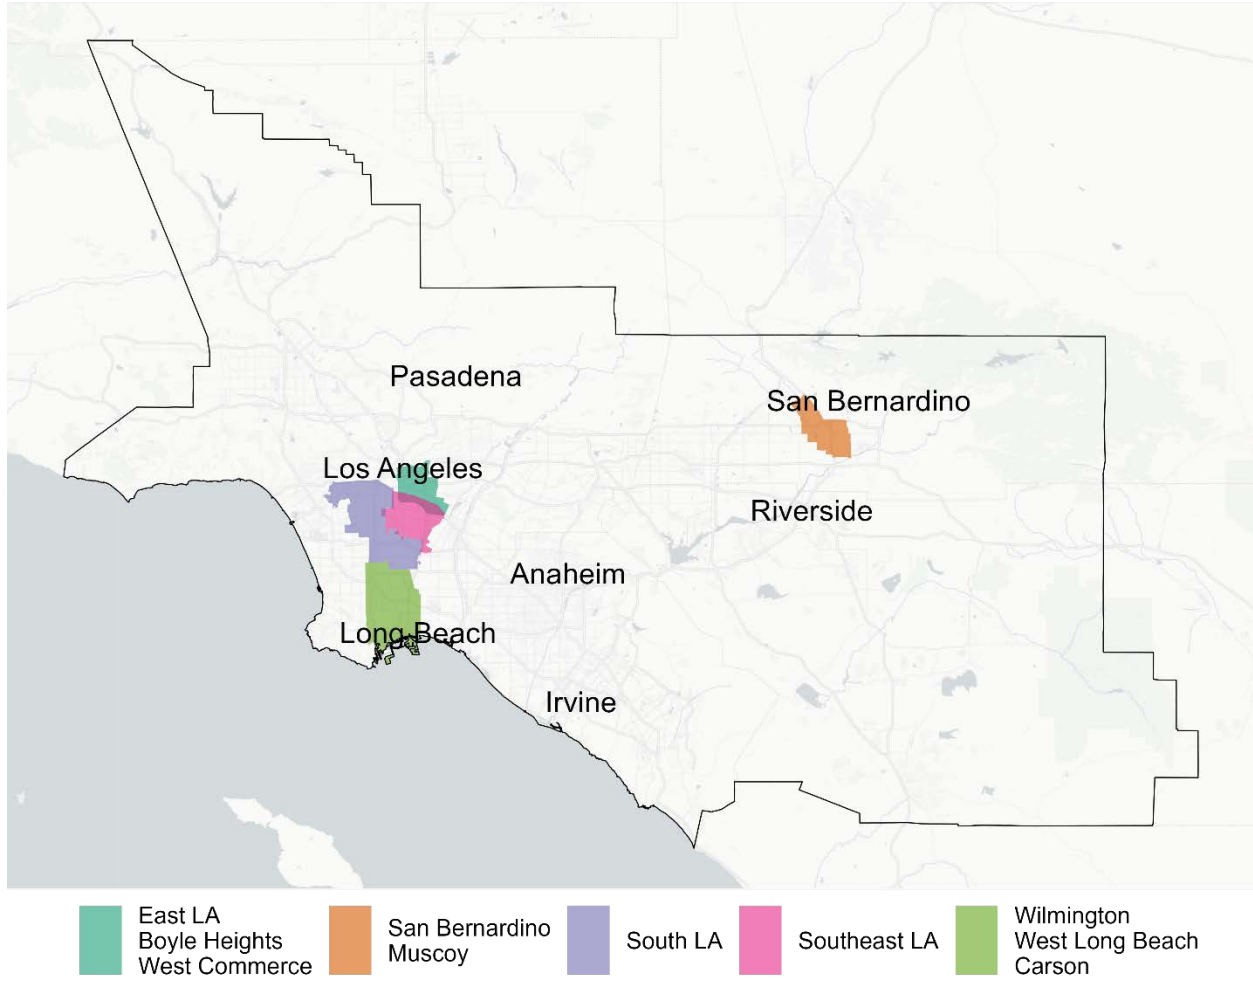 Pasadena
San Bernardino
Los Angeles
Riverside
Anaheim
Long Beach
Irvine
East LA
Boyle Heights
West Commerce
San Bernardino
Muscoy
South LA
Southeast LA
Wilmington
West Long Beach
Carson